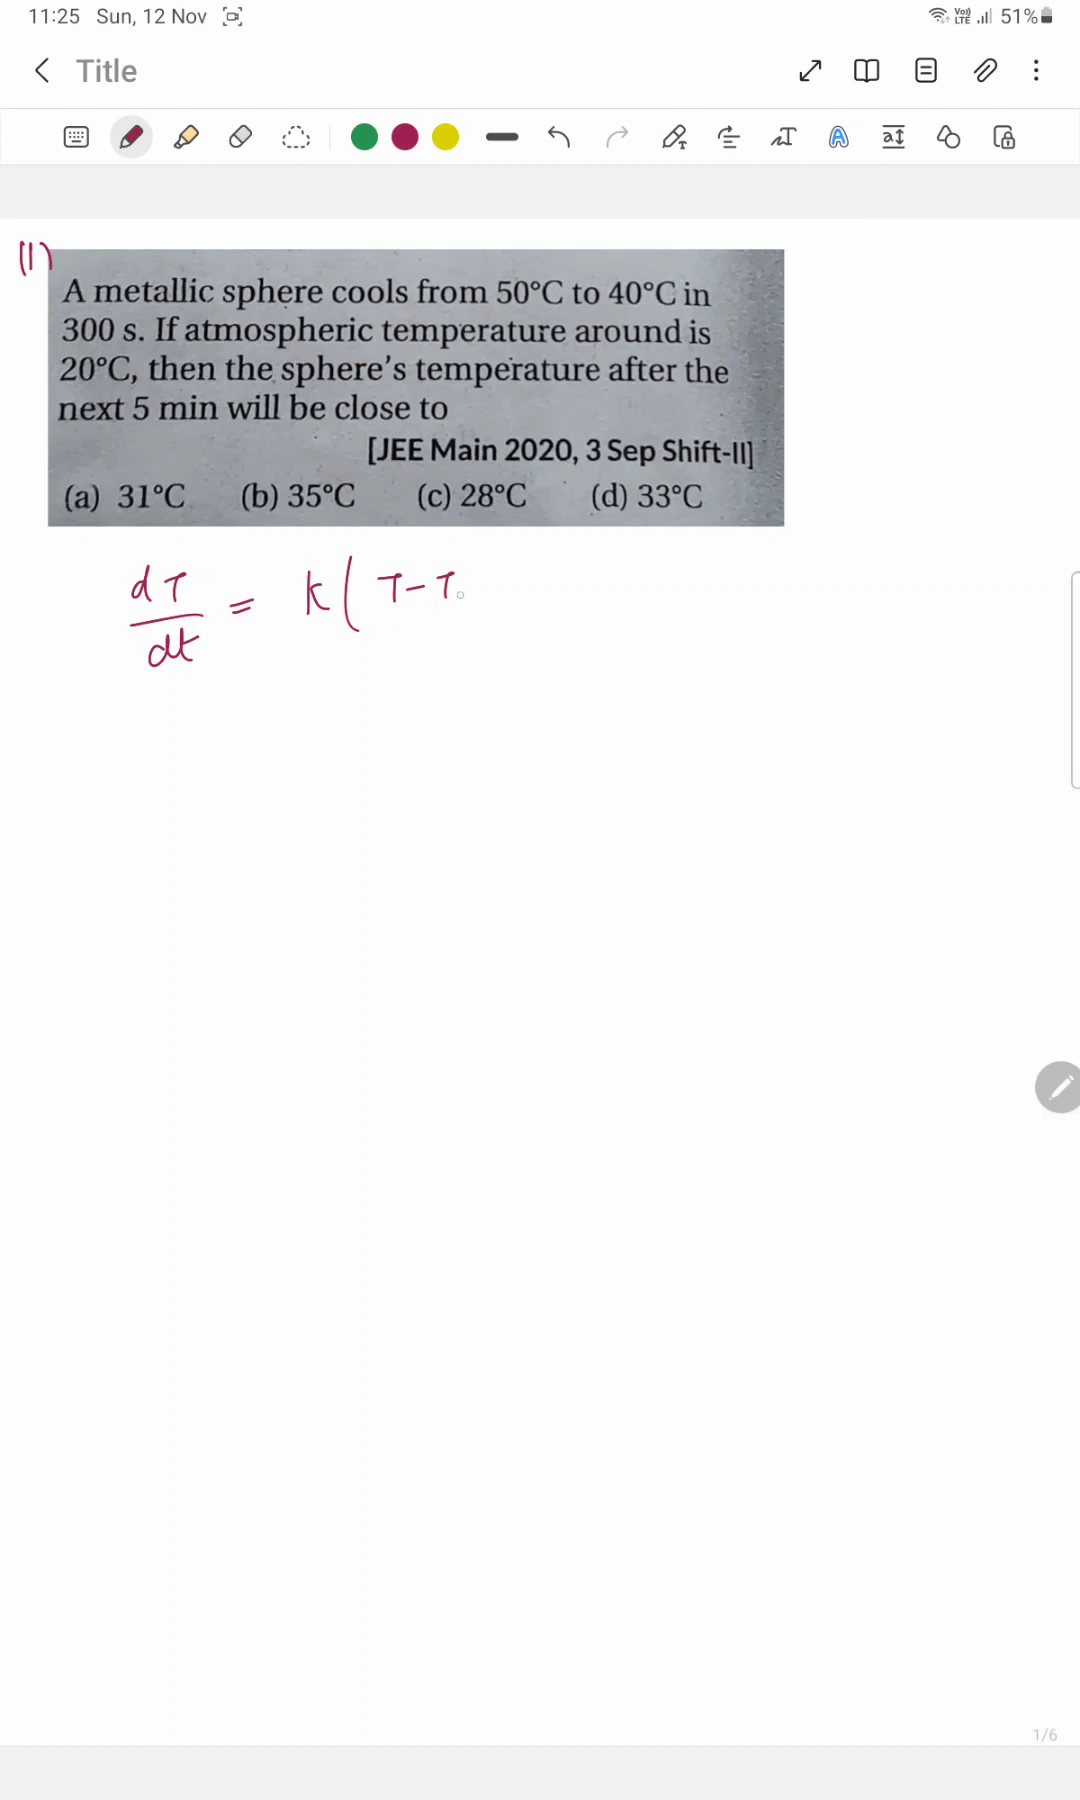 11:25 Sun, 12 Nov
Vo)) LTE 51%
Title
(1)
A metallic sphere cools from 50°C to 40°C in
300 s. If atmospheric temperature around is
20°C, then the sphere's temperature after the
next 5 min will be close to
[JEE Main 2020, 3 Sep Shift-II]
(a) 31°C (b) 35°C (c) 28°C (d) 33°C
dT/dt = k(T-T₀
1/6